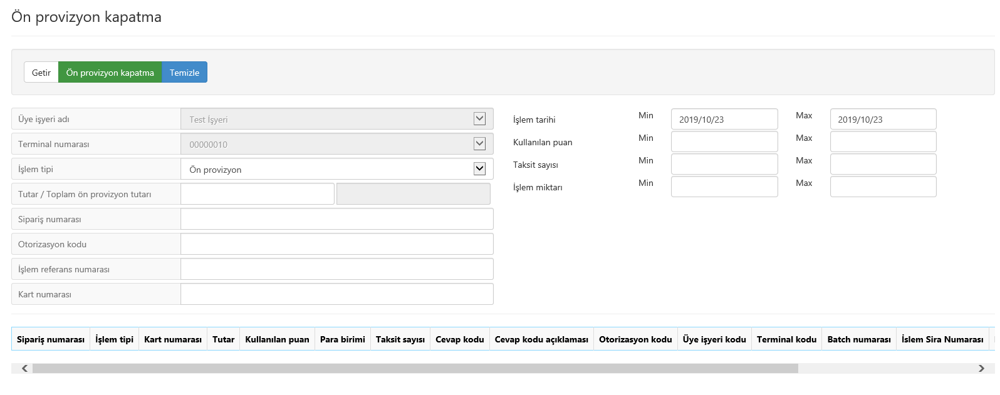 Ön provizyon kapatma
Getir Ön provizyon kapatma Temizle
Üye işyeri adı Test İşyeri
Terminal numarası 00000010
İşlem tipi Ön provizyon
Tutar / Toplam ön provizyon tutarı
Sipariş numarası
Otorizasyon kodu
İşlem referans numarası
Kart numarası
İşlem tarihi Min 2019/10/23 Max 2019/10/23
Kullanılan puan Min Max
Taksit sayısı Min Max
İşlem miktarı Min Max
Sipariş numarası İşlem tipi Kart numarası Tutar Kullanılan puan Para birimi Taksit sayısı Cevap kodu Cevap kodu açıklaması Otorizasyon kodu Üye işyeri kodu Terminal kodu Batch numarası İşlem Sira Numarası